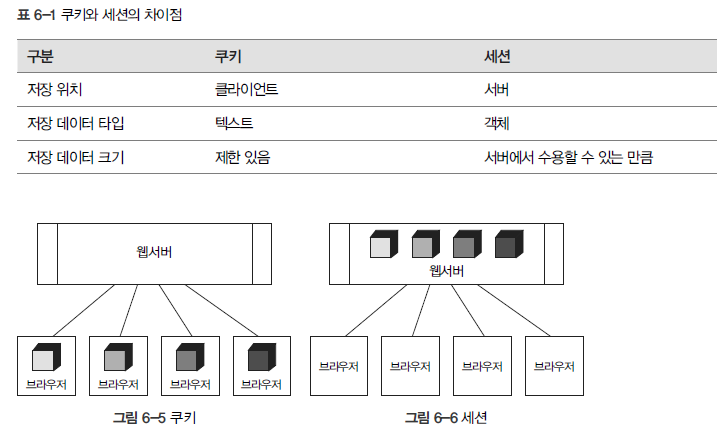 표 6-1 쿠키와 세션의 차이점
구분 쿠키 세션
저장 위치 클라이언트 서버
저장 데이터 타입 텍스트 객체
저장 데이터 크기 제한 있음 서버에서 수용할 수 있는 만큼
웹서버
웹서버
브라우저 브라우저 브라우저 브라우저
브라우저 브라우저 브라우저 브라우저
그림 6-5 쿠키
그림 6-6 세션